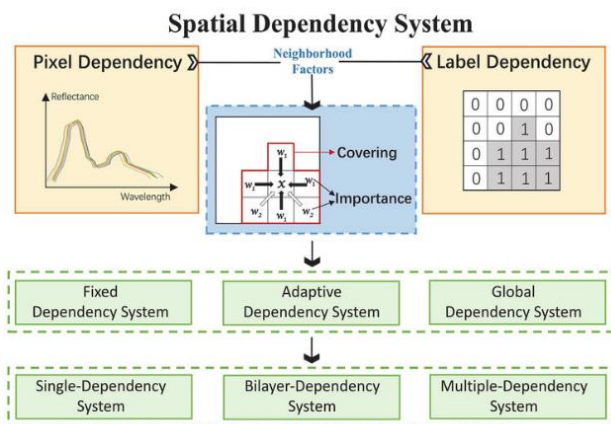 Spatial Dependency System
Pixel Dependency
Neighborhood
Factors
Label Dependency
Reflectance
Wavelength
w₁
w₁ x w₁
w₂ w₁ w₂
Covering
Importance
0 0 0 0
0 0 1 0
0 1 1 1
0 1 1 1
Fixed
Dependency System
Adaptive
Dependency System
Global
Dependency System
Single-Dependency
System
Bilayer-Dependency
System
Multiple-Dependency
System